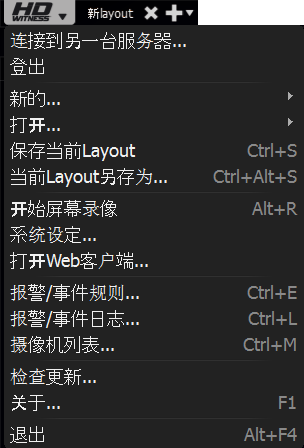 HD
WITNESS
新layout
连接到另一台服务器...
登出
新的...
打开...
保存当前Layout Ctrl+S
当前Layout另存为... Ctrl+Alt+S
开始屏幕录像 Alt+R
系统设定...
打开Web客户端...
报警/事件规则... Ctrl+E
报警/事件日志... Ctrl+L
摄像机列表... Ctrl+M
检查更新...
关于... F1
退出 Alt+F4